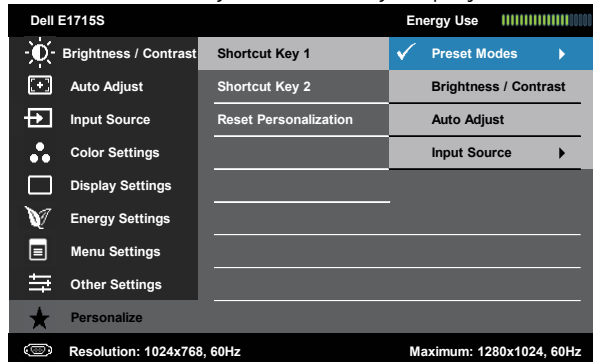 Dell E1715S Energy Use
Brightness / Contrast Shortcut Key 1 Preset Modes
Auto Adjust Shortcut Key 2 Brightness / Contrast
Input Source Reset Personalization Auto Adjust
Color Settings Input Source
Display Settings
Energy Settings
Menu Settings
Other Settings
Personalize
Resolution: 1024x768, 60Hz Maximum: 1280x1024, 60Hz